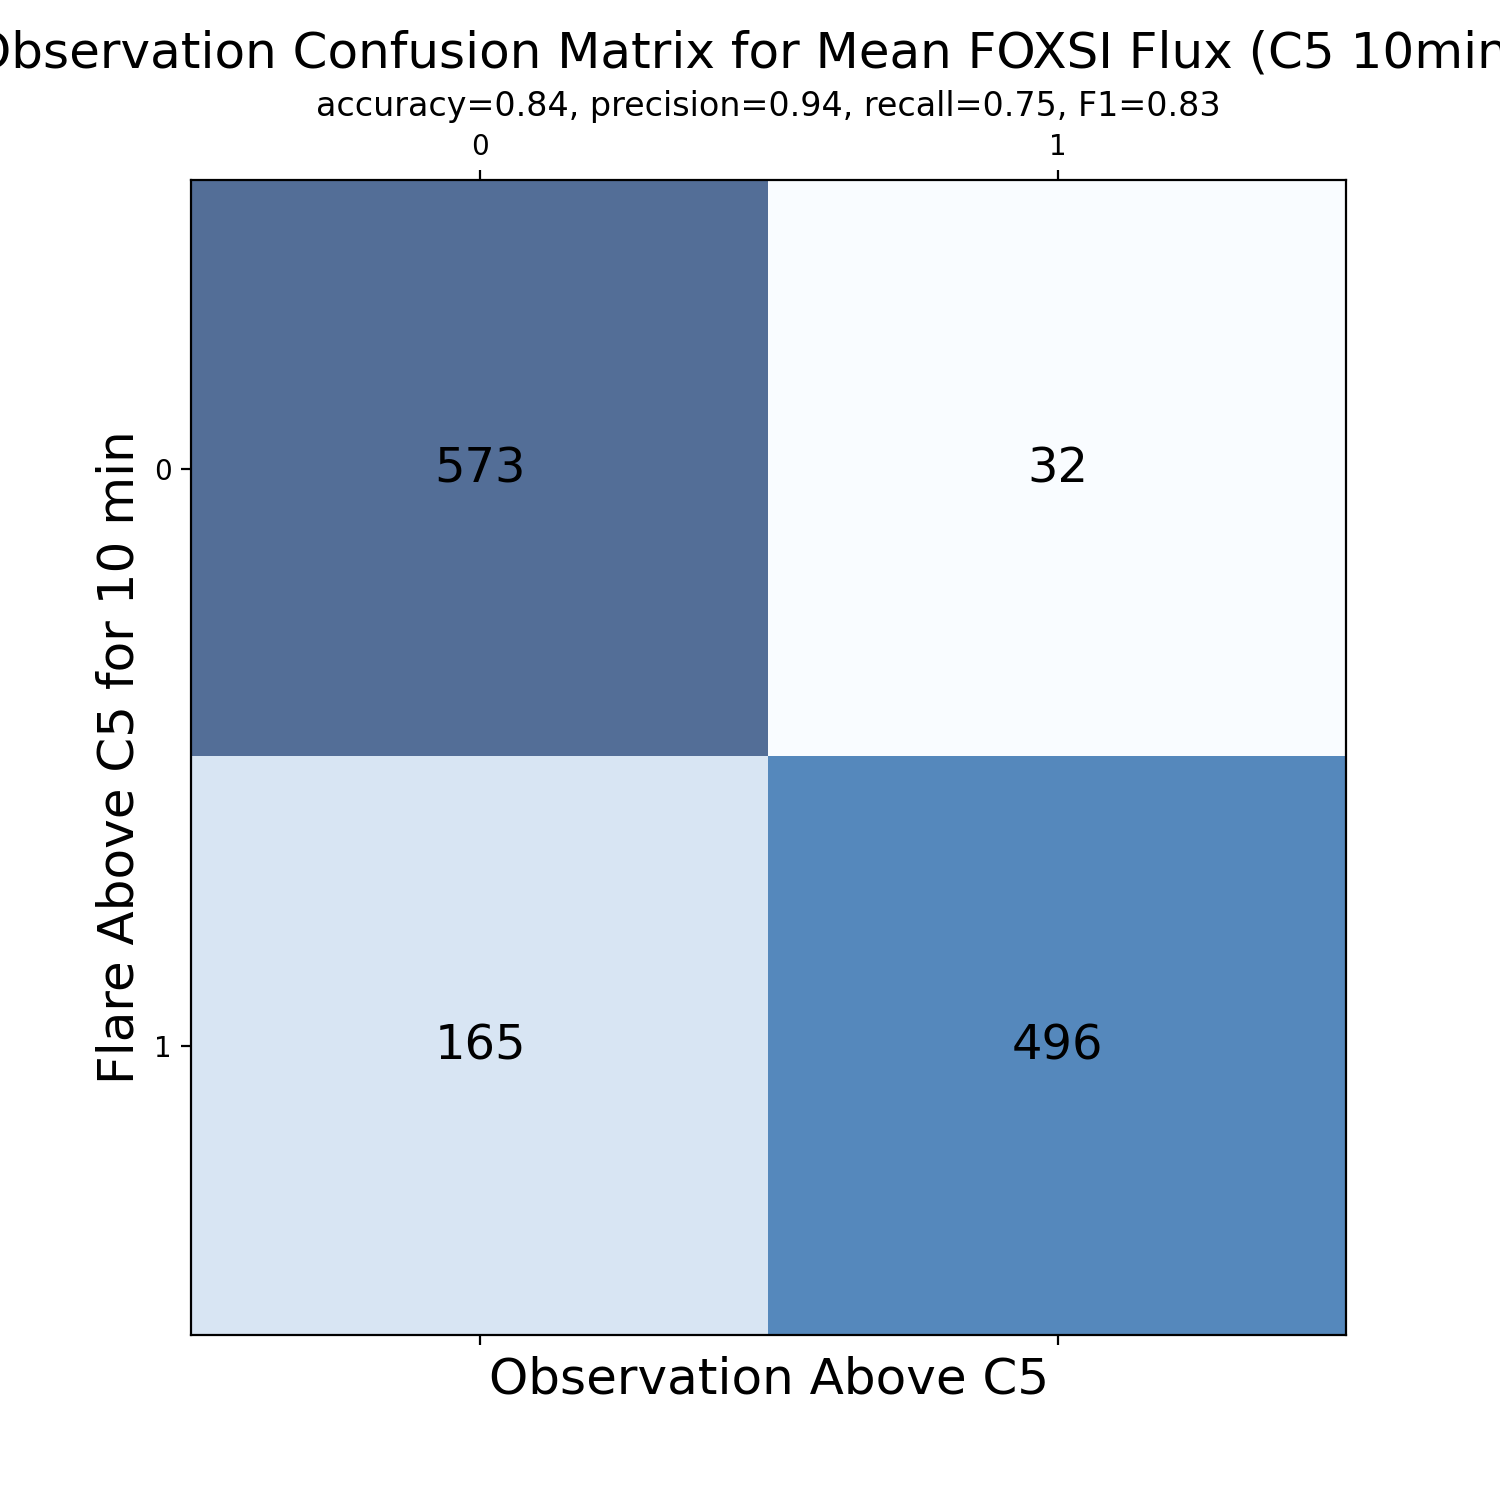 Observation Confusion Matrix for Mean FOXSI Flux (C5 10min
accuracy=0.84, precision=0.94, recall=0.75, F1=0.83
0 1
Flare Above C5 for 10 min
0
573 32
1
165 496
Observation Above C5